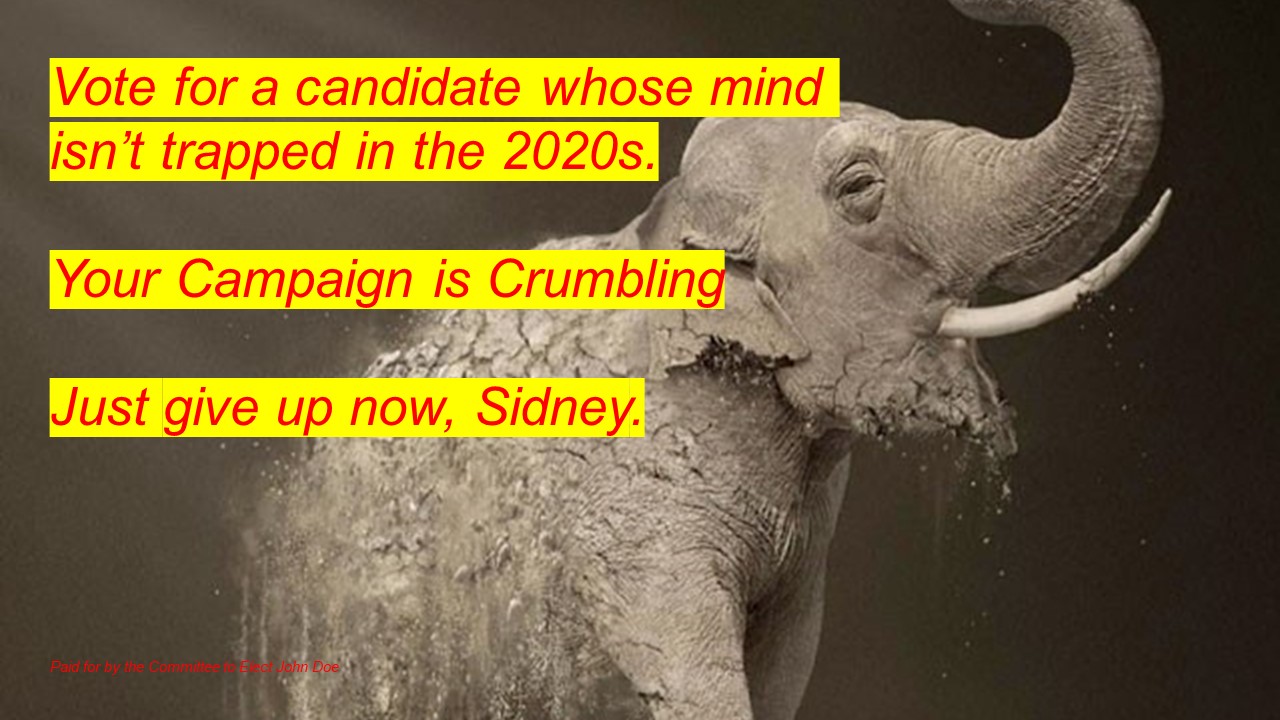 Vote for a candidate whose mind
isn’t trapped in the 2020s.
Your Campaign is Crumbling
Just give up now, Sidney.
Paid for by the Committee to Elect John Doe